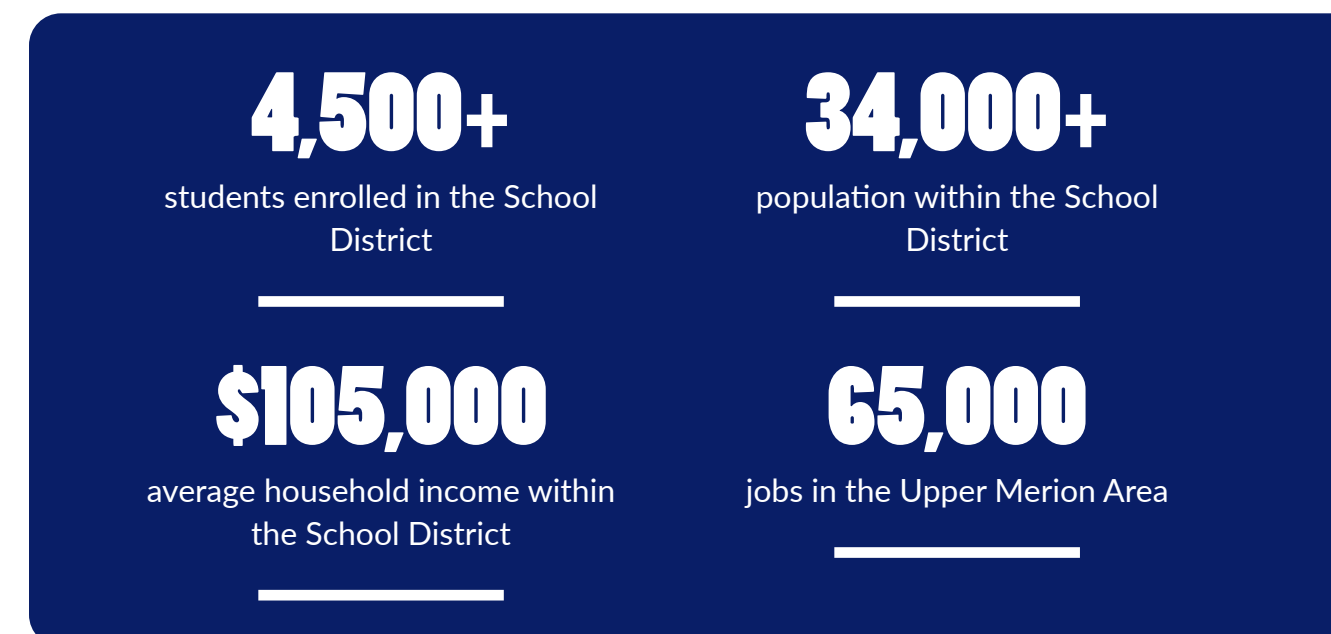 4,500+
students enrolled in the School
District
34,000+
population within the School
District
$105,000
average household income within
the School District
65,000
jobs in the Upper Merion Area